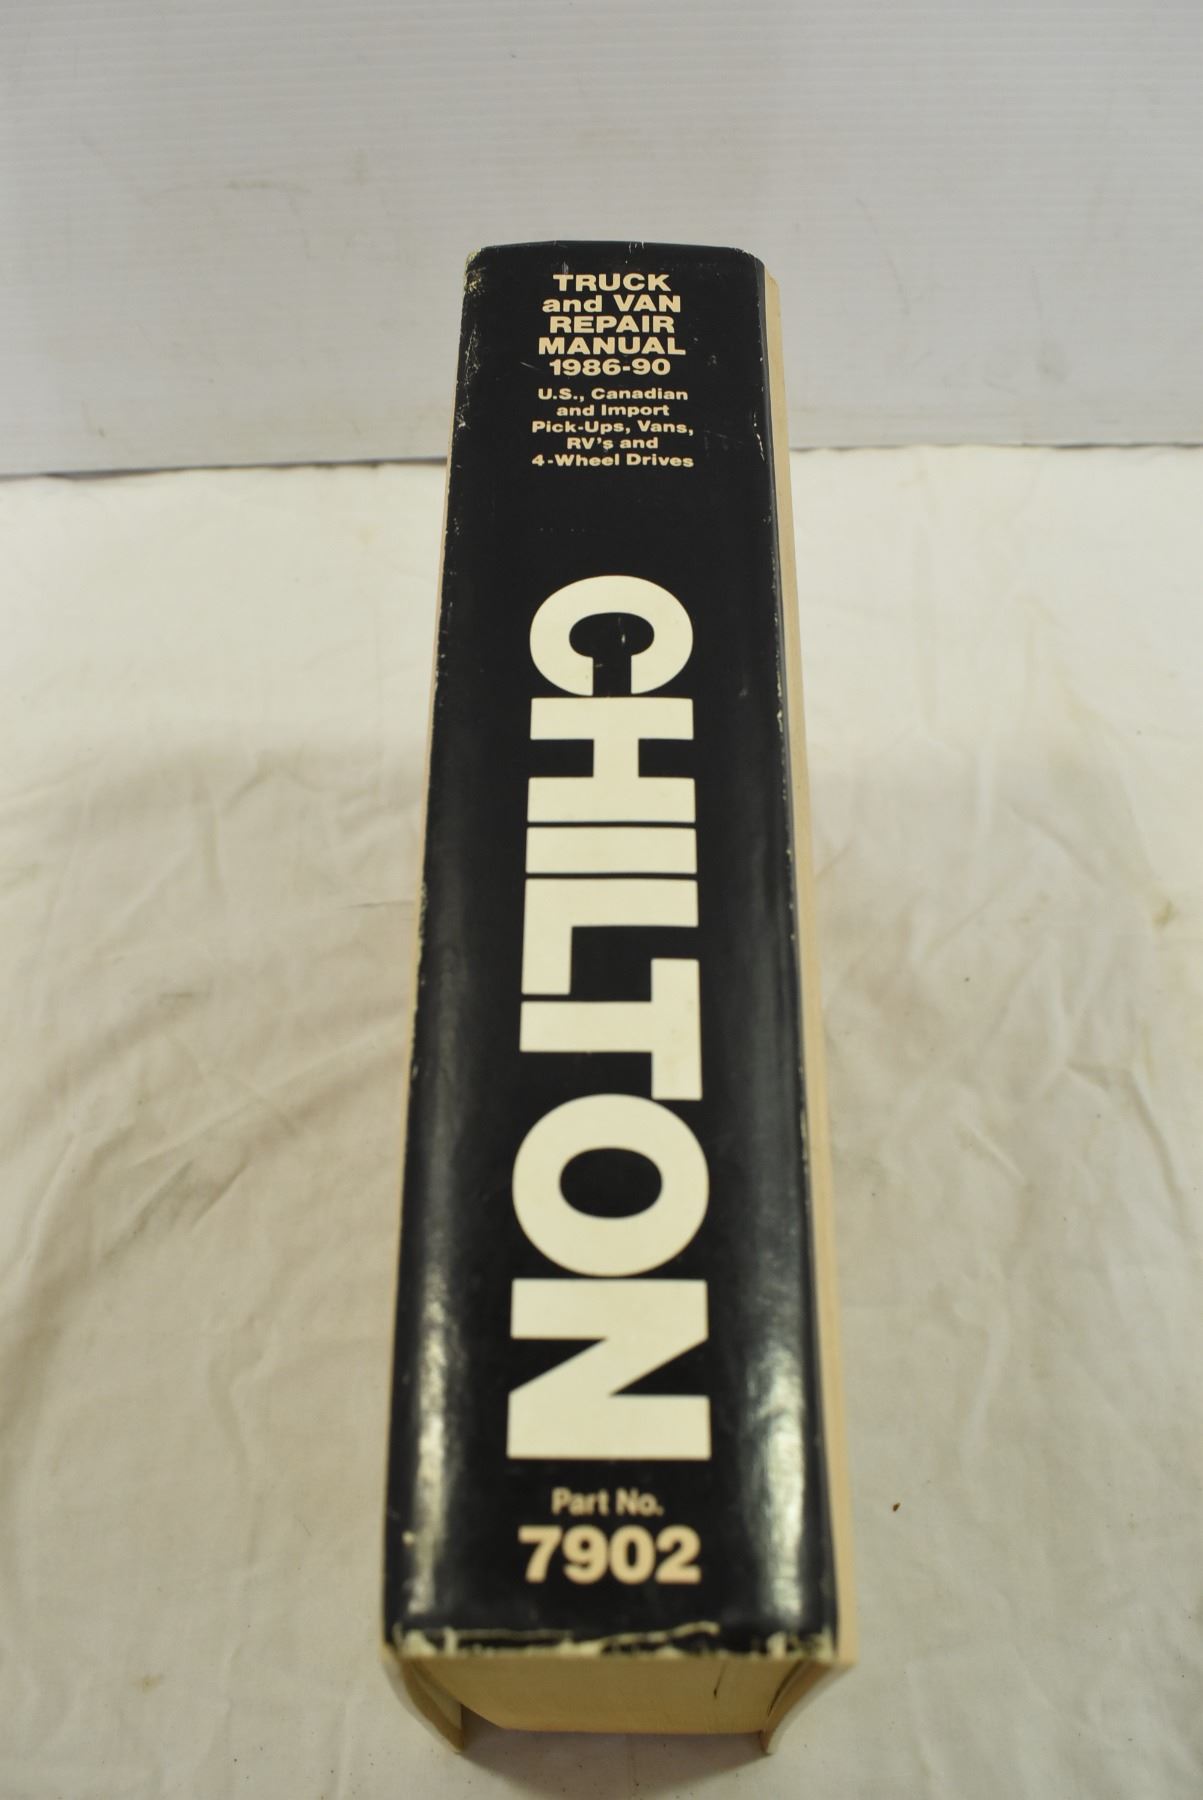 TRUCK
and VAN
REPAIR
MANUAL
1986-90
U.S., Canadian
and Import
Pick-Ups, Vans,
RV's and
4-Wheel Drives
CHILTON
Part No.
7902